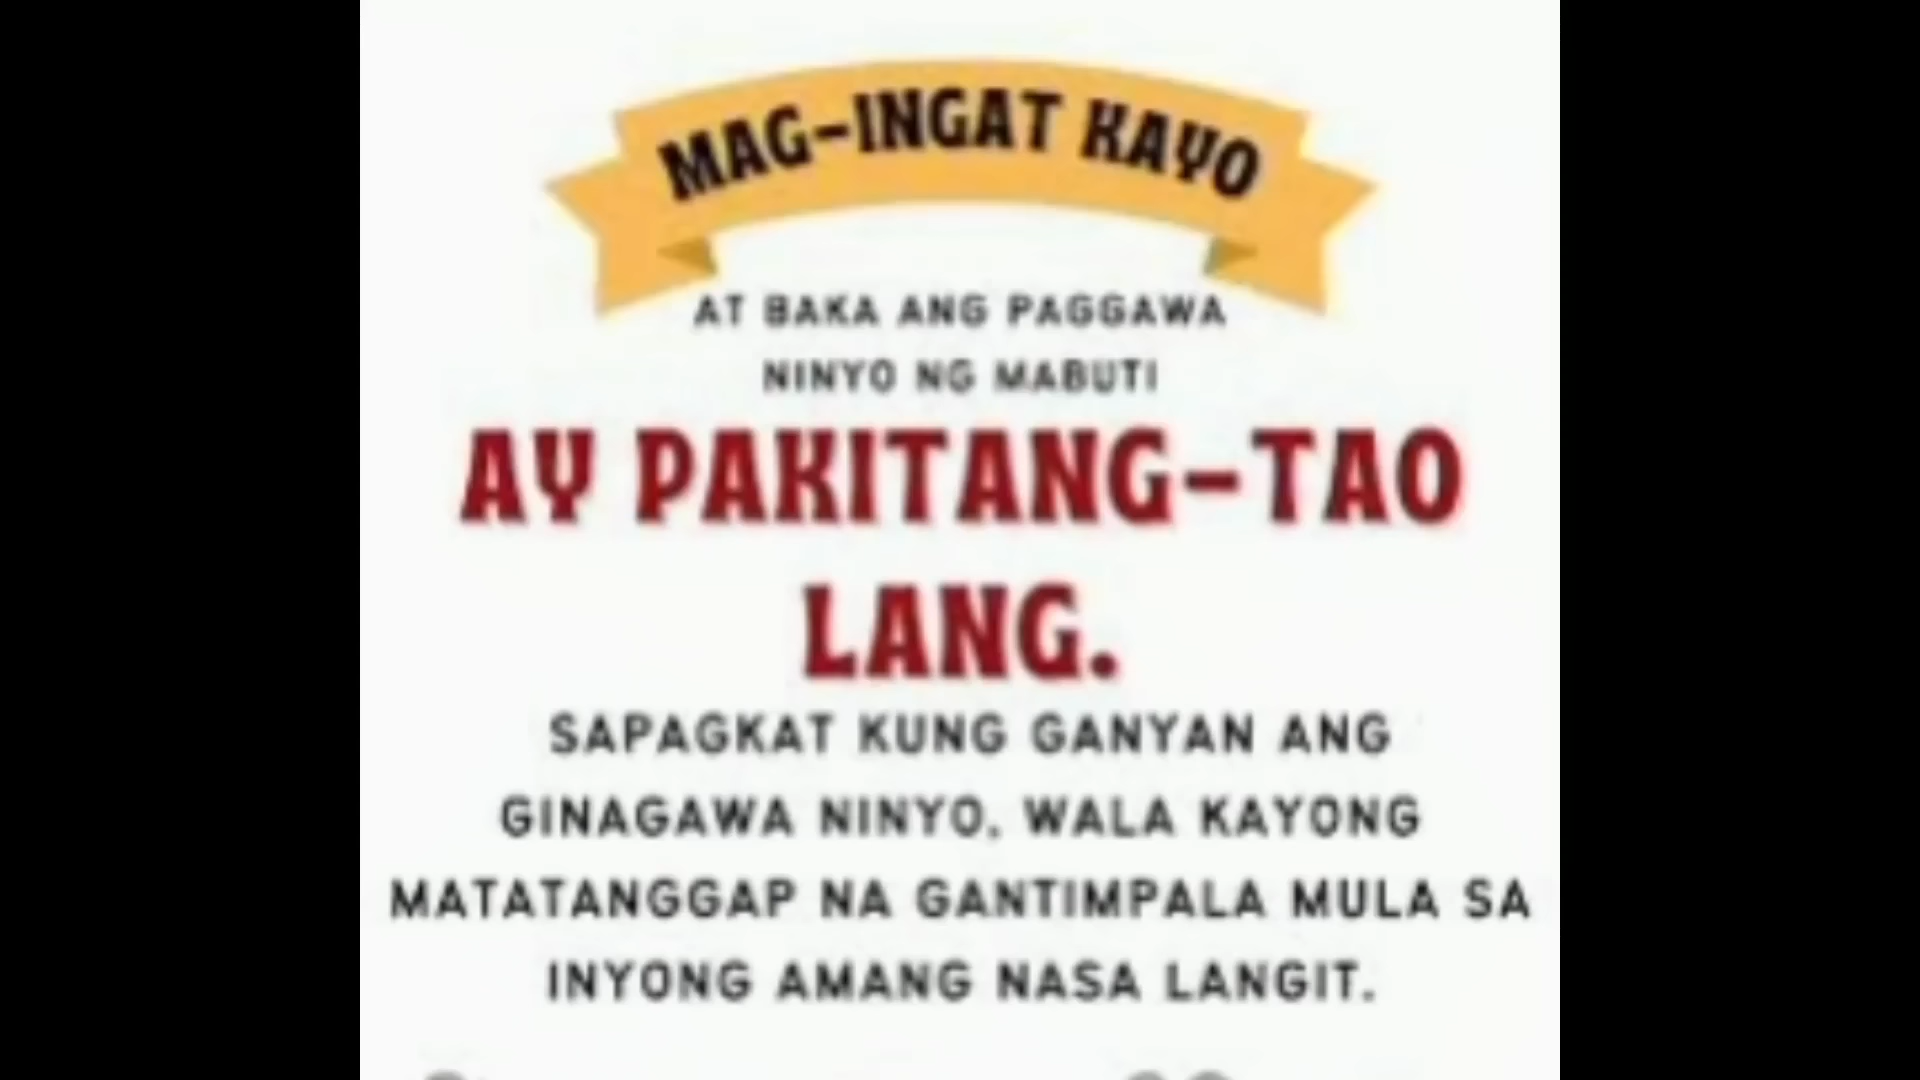 MAG-INGAT KAYO
AT BAKA ANG PAGGAWA
NINYO NG MABUTI
AY PAKITANG-TAO
LANG.
SAPAGKAT KUNG GANYAN ANG
GINAGAWA NINYO, WALA KAYONG
MATATANGGAP NA GANTIMPALA MULA SA
INYONG AMANG NASA LANGIT.